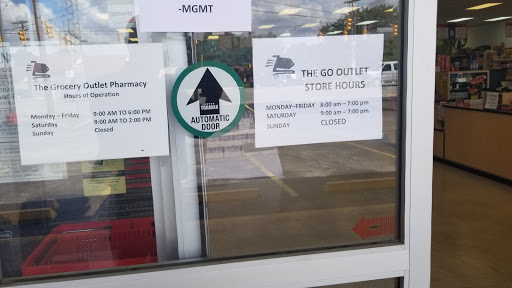 -MGMT
The Grocery Outlet Pharmacy
Hours of Operation
Monday – Friday 9:00 AM to 6:00 PM
Saturday 9:00 AM to 2:00 PM
Sunday Closed
AUTOMATIC
DOOR
THE GO OUTLET
STORE HOURS
MONDAY–FRIDAY 8:00 am – 7:00 pm
SATURDAY 9:00 am – 7:00 pm
SUNDAY CLOSED